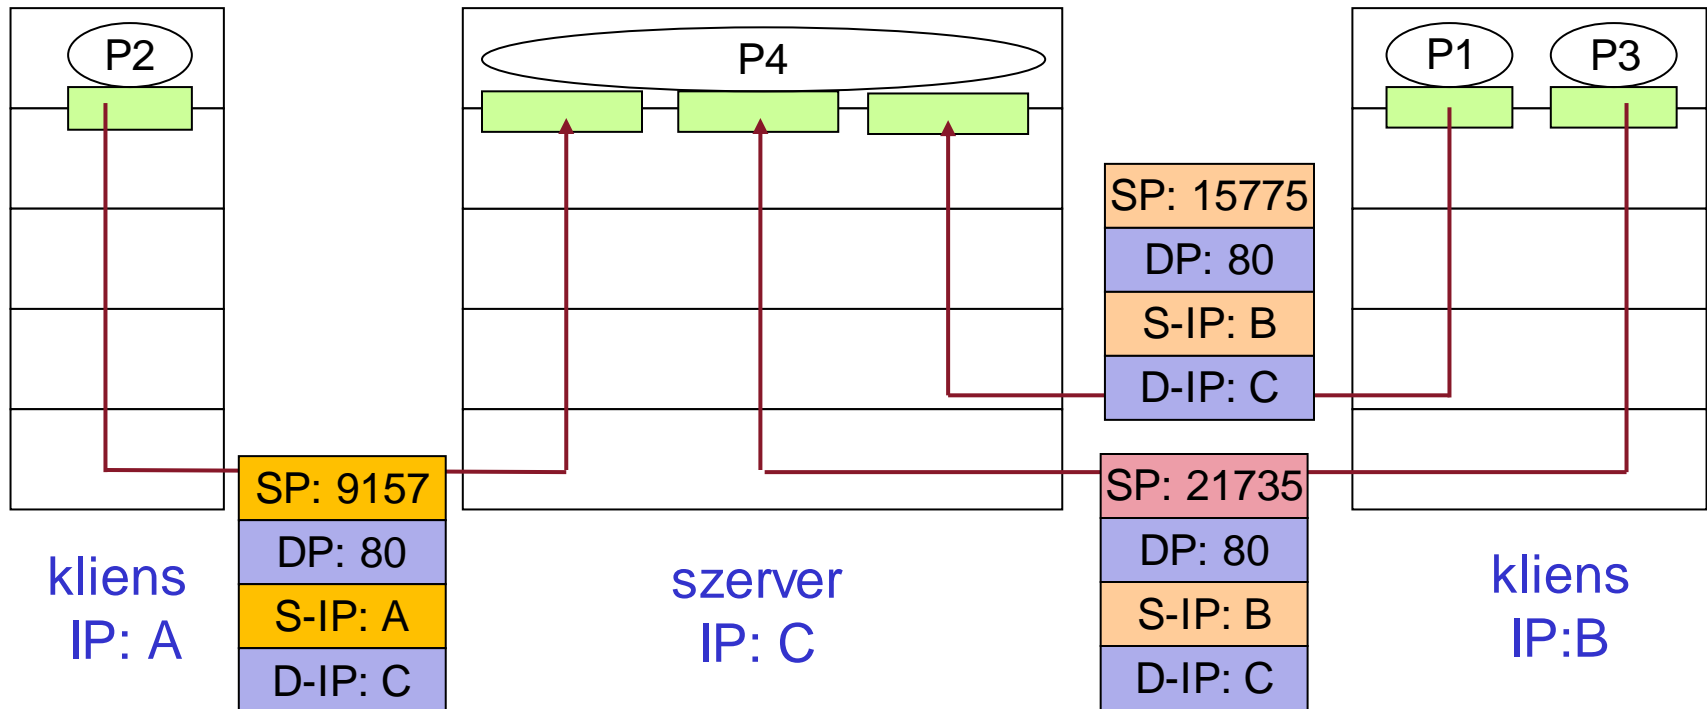 P2
P4
P1
P3
SP: 15775
DP: 80
S-IP: B
D-IP: C
SP: 9157
DP: 80
S-IP: A
D-IP: C
SP: 21735
DP: 80
S-IP: B
D-IP: C
kliens
IP: A
szerver
IP: C
kliens
IP:B